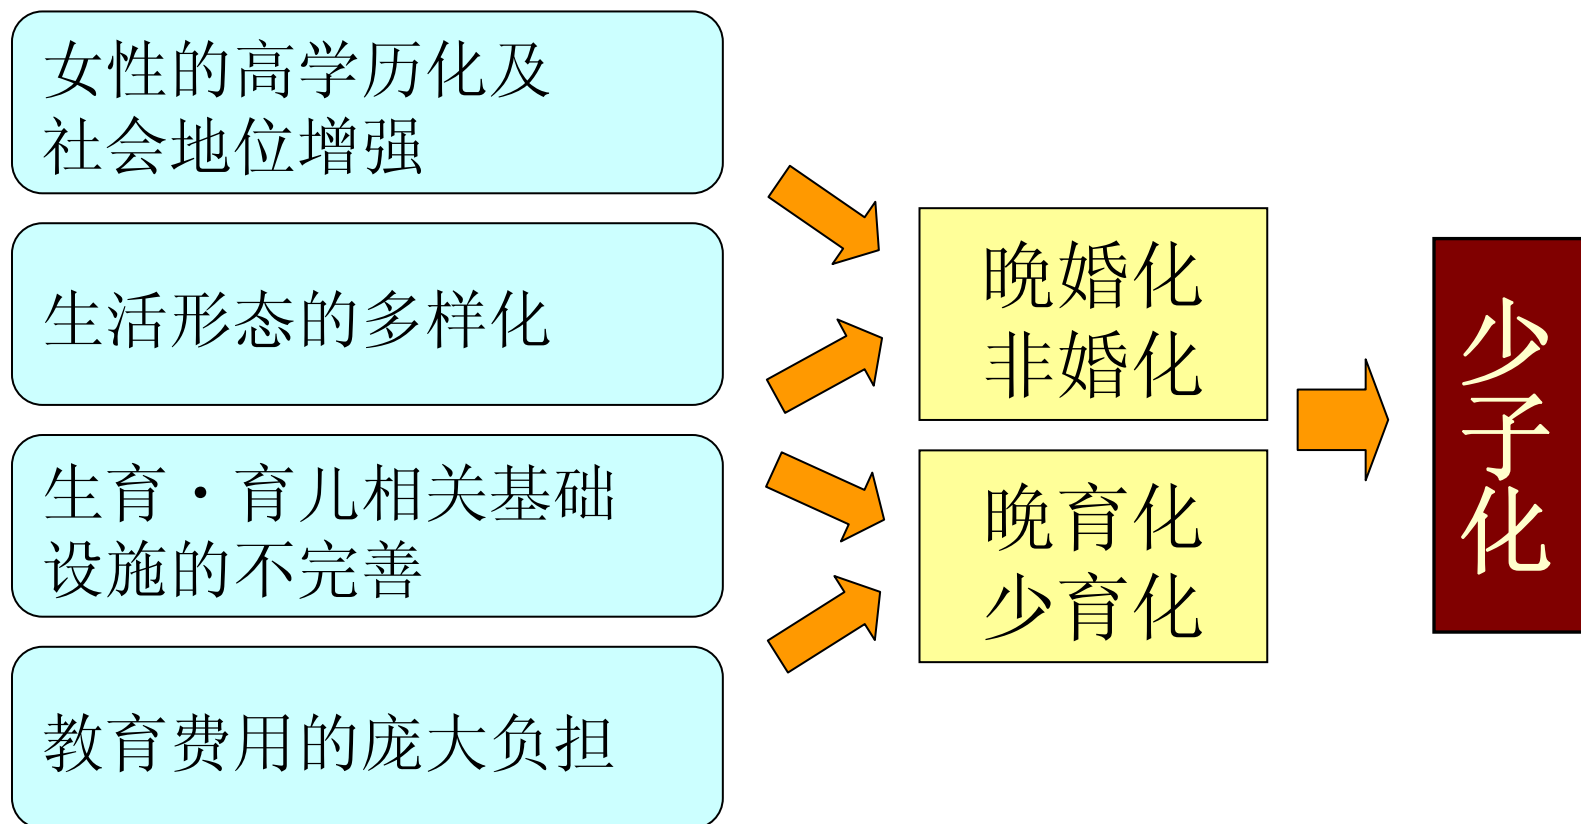 女性的高学历化及
社会地位增强
生活形态的多样化
生育・育儿相关基础
设施的不完善
教育费用的庞大负担
晚婚化
非婚化
晚育化
少育化
少子化